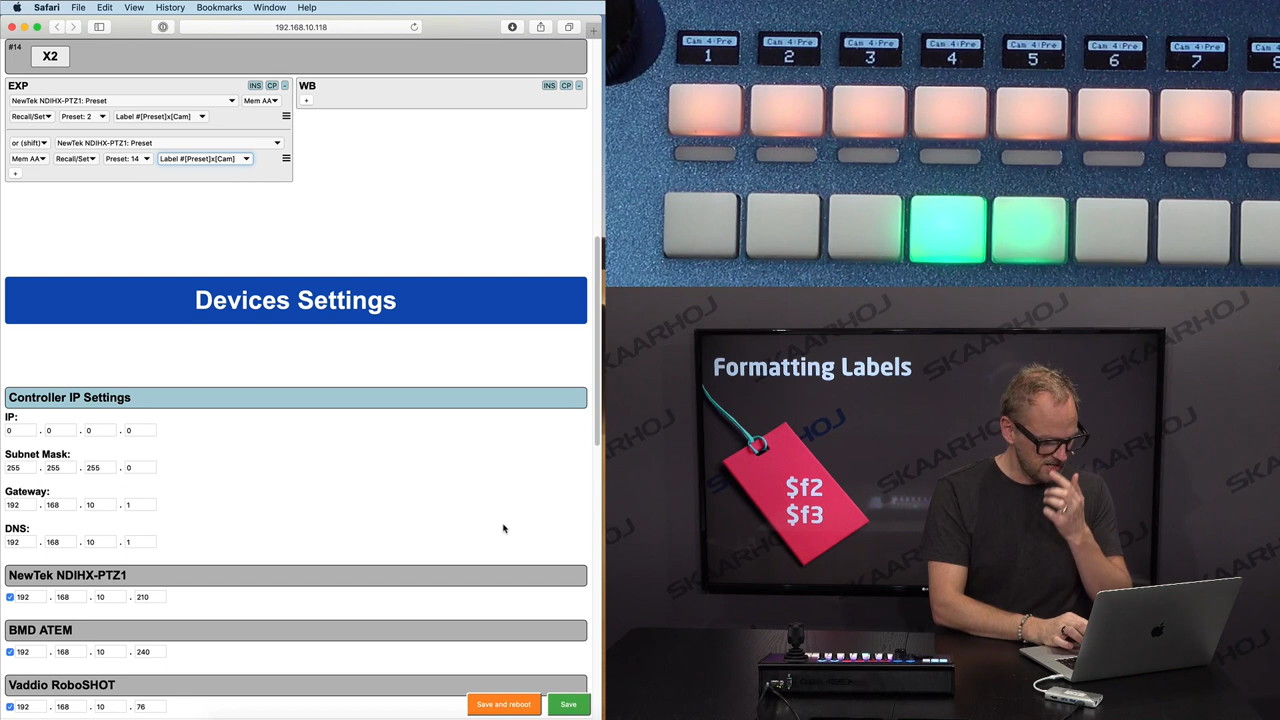 Safari File Edit View History Bookmarks Window Help
192.168.10.118
#14 X2
EXP INS CP -
NewTek NDIHX-PTZ1: Preset Mem AA
Recall/Set Preset: 2 Label #[Preset]x[Cam]
or (shift) NewTek NDIHX-PTZ1: Preset
Mem AA Recall/Set Preset: 14 Label #[Preset]x[Cam]
+
WB INS CP -
+
Devices Settings
Controller IP Settings
IP:
0 . 0 . 0 . 0
Subnet Mask:
255 . 255 . 255 . 0
Gateway:
192 . 168 . 10 . 1
DNS:
192 . 168 . 10 . 1
NewTek NDIHX-PTZ1
192 . 168 . 10 . 210
BMD ATEM
192 . 168 . 10 . 240
Vaddio RoboSHOT
192 . 168 . 10 . 76
Save and reboot Save
Cam 4:Pre Cam 4:Pre Cam 4:Pre Cam 4:Pre Cam 4:Pre Cam 4:Pre Cam 4:Pre
1 2 3 4 5 6 7 8
SKAARHOJ
SKAARHOJ
SKAARHOJ
Formatting Labels
$f2
$f3